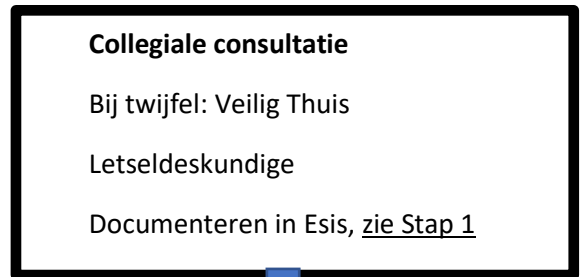 Collegiale consultatie
Bij twijfel: Veilig Thuis
Letseldeskundige
Documenteren in Esis, zie Stap 1